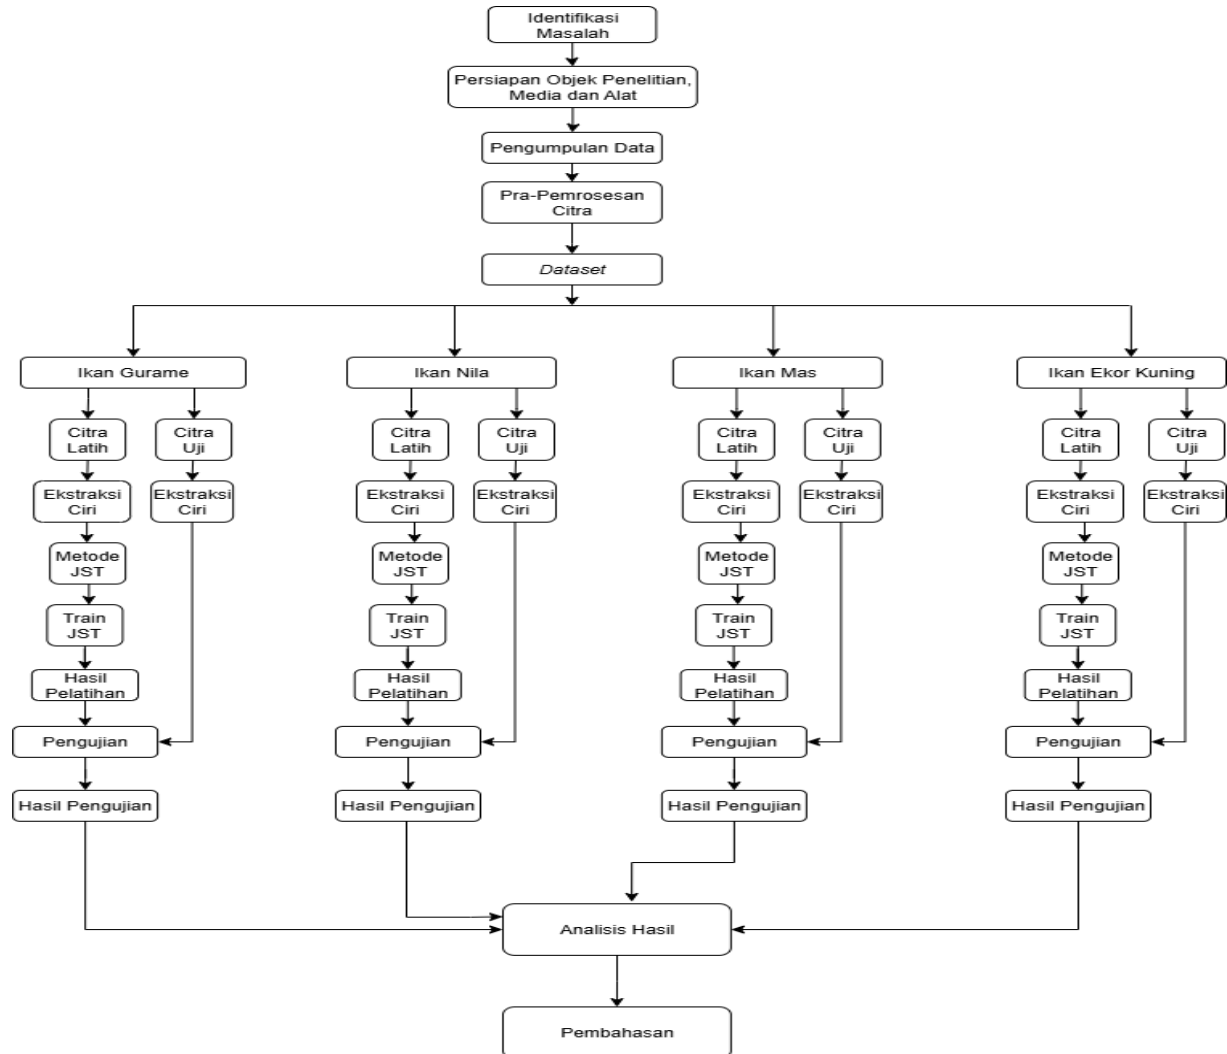 Identifikasi
Masalah
Persiapan Objek Penelitian,
Media dan Alat
Pengumpulan Data
Pra-Pemrosesan
Citra
Dataset
Ikan Gurame
Ikan Nila
Ikan Mas
Ikan Ekor Kuning
Citra
Latih
Citra
Uji
Citra
Latih
Citra
Uji
Citra
Latih
Citra
Uji
Citra
Latih
Citra
Uji
Ekstraksi
Ciri
Ekstraksi
Ciri
Ekstraksi
Ciri
Ekstraksi
Ciri
Ekstraksi
Ciri
Ekstraksi
Ciri
Ekstraksi
Ciri
Ekstraksi
Ciri
Metode
JST
Metode
JST
Metode
JST
Metode
JST
Train
JST
Train
JST
Train
JST
Train
JST
Hasil
Pelatihan
Hasil
Pelatihan
Hasil
Pelatihan
Hasil
Pelatihan
Pengujian
Pengujian
Pengujian
Pengujian
Hasil Pengujian
Hasil Pengujian
Hasil Pengujian
Hasil Pengujian
Analisis Hasil
Pembahasan